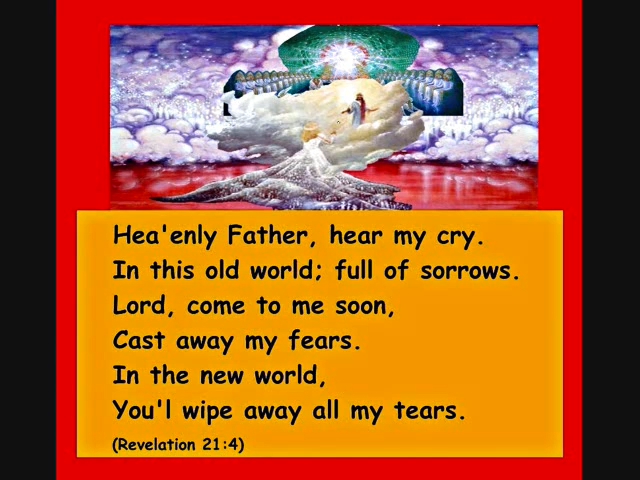 Hea'enly Father, hear my cry.
In this old world; full of sorrows.
Lord, come to me soon,
Cast away my fears.
In the new world,
You'l wipe away all my tears.
(Revelation 21:4)